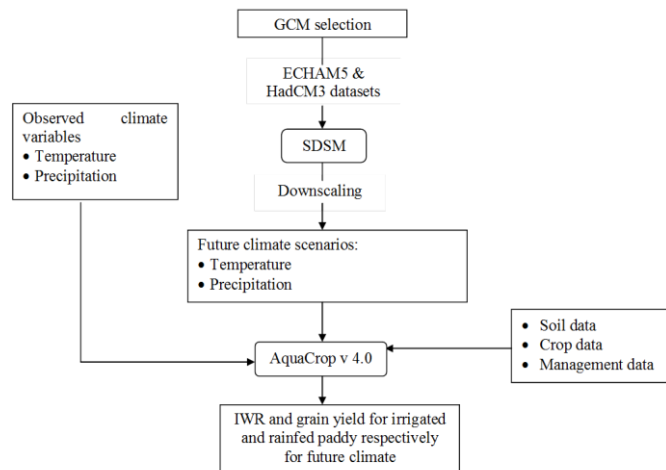 GCM selection
ECHAM5 &
HadCM3 datasets
Observed climate
variables
• Temperature
• Precipitation
SDSM
Downscaling
Future climate scenarios:
• Temperature
• Precipitation
• Soil data
• Crop data
• Management data
AquaCrop v 4.0
IWR and grain yield for irrigated
and rainfed paddy respectively
for future climate